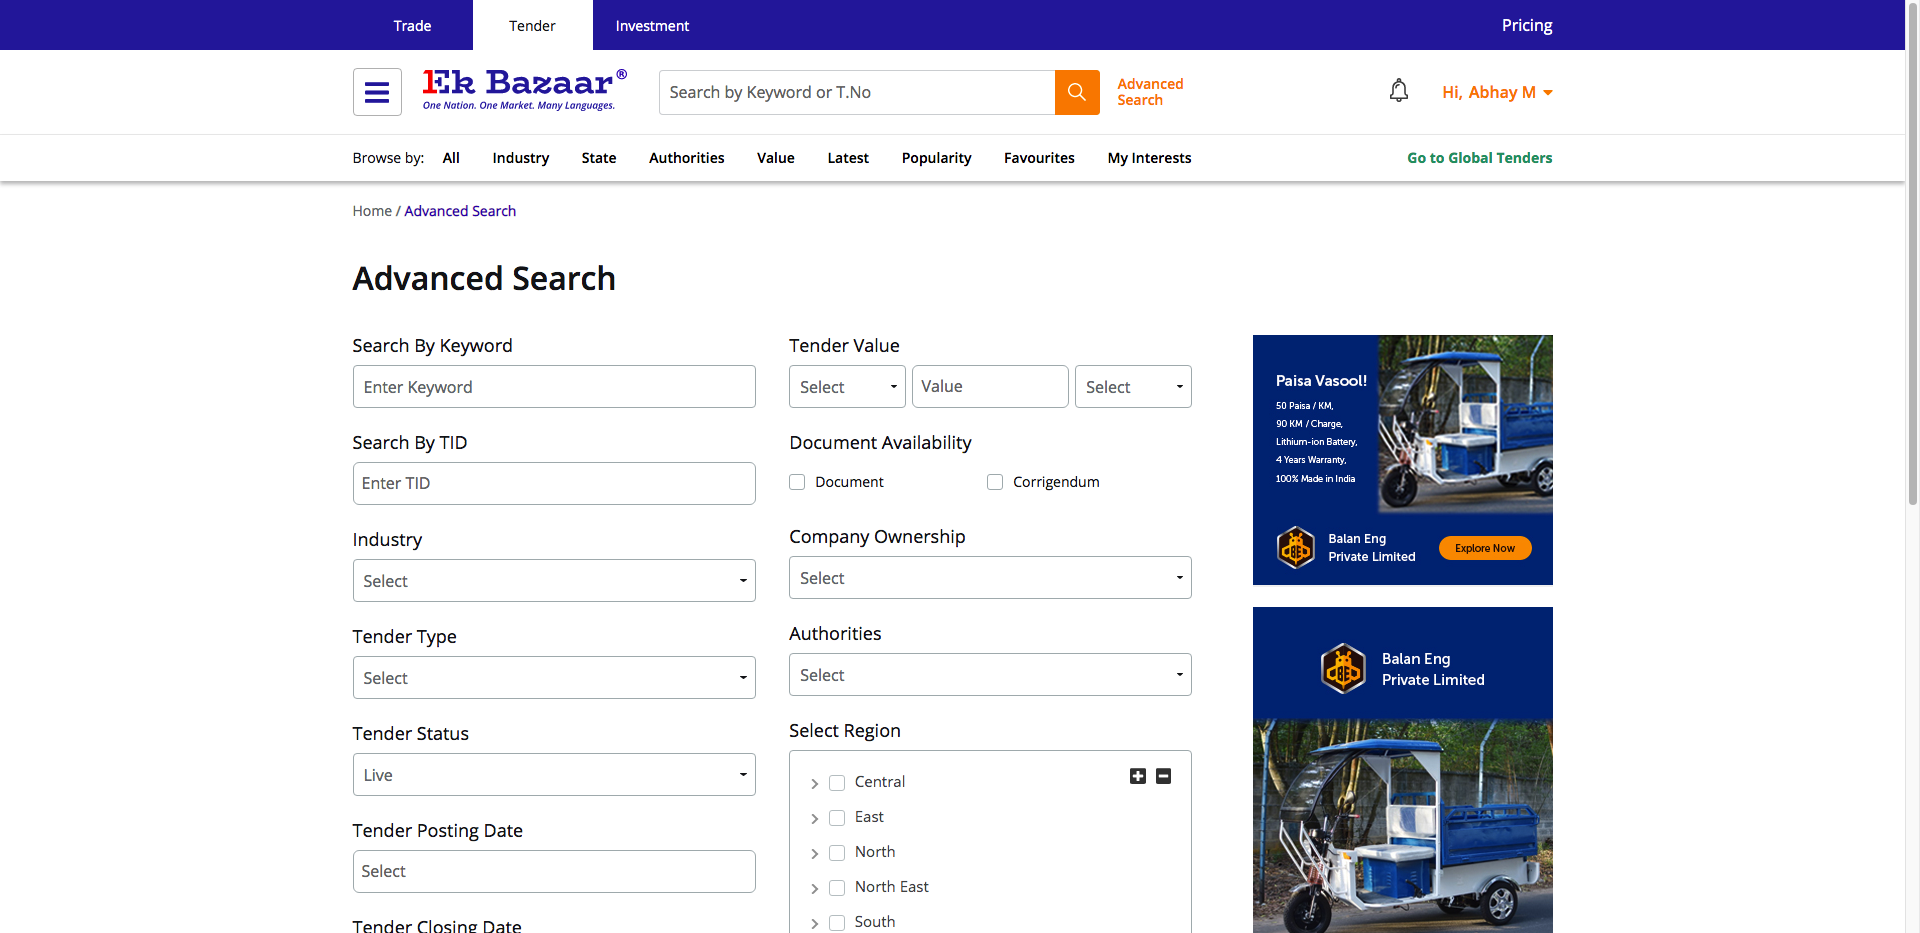 Trade
Tender
Investment
Pricing
Ek Bazaar®
One Nation. One Market. Many Languages.
Search by Keyword or T.No
Advanced
Search
Hi, Abhay M
Browse by:
All
Industry
State
Authorities
Value
Latest
Popularity
Favourites
My Interests
Go to Global Tenders
Home / Advanced Search
Advanced Search
Search By Keyword
Enter Keyword
Search By TID
Enter TID
Industry
Select
Tender Type
Select
Tender Status
Live
Tender Posting Date
Select
Tender Closing Date
Tender Value
Select
Value
Select
Document Availability
Document
Corrigendum
Company Ownership
Select
Authorities
Select
Select Region
Central
East
North
North East
South
Paisa Vasool!
50 Paisa / KM,
90 KM / Charge,
Lithium-ion Battery,
4 Years Warranty,
100% Made in India
BEO
Balan Eng
Private Limited
Explore Now
BEO
Balan Eng
Private Limited